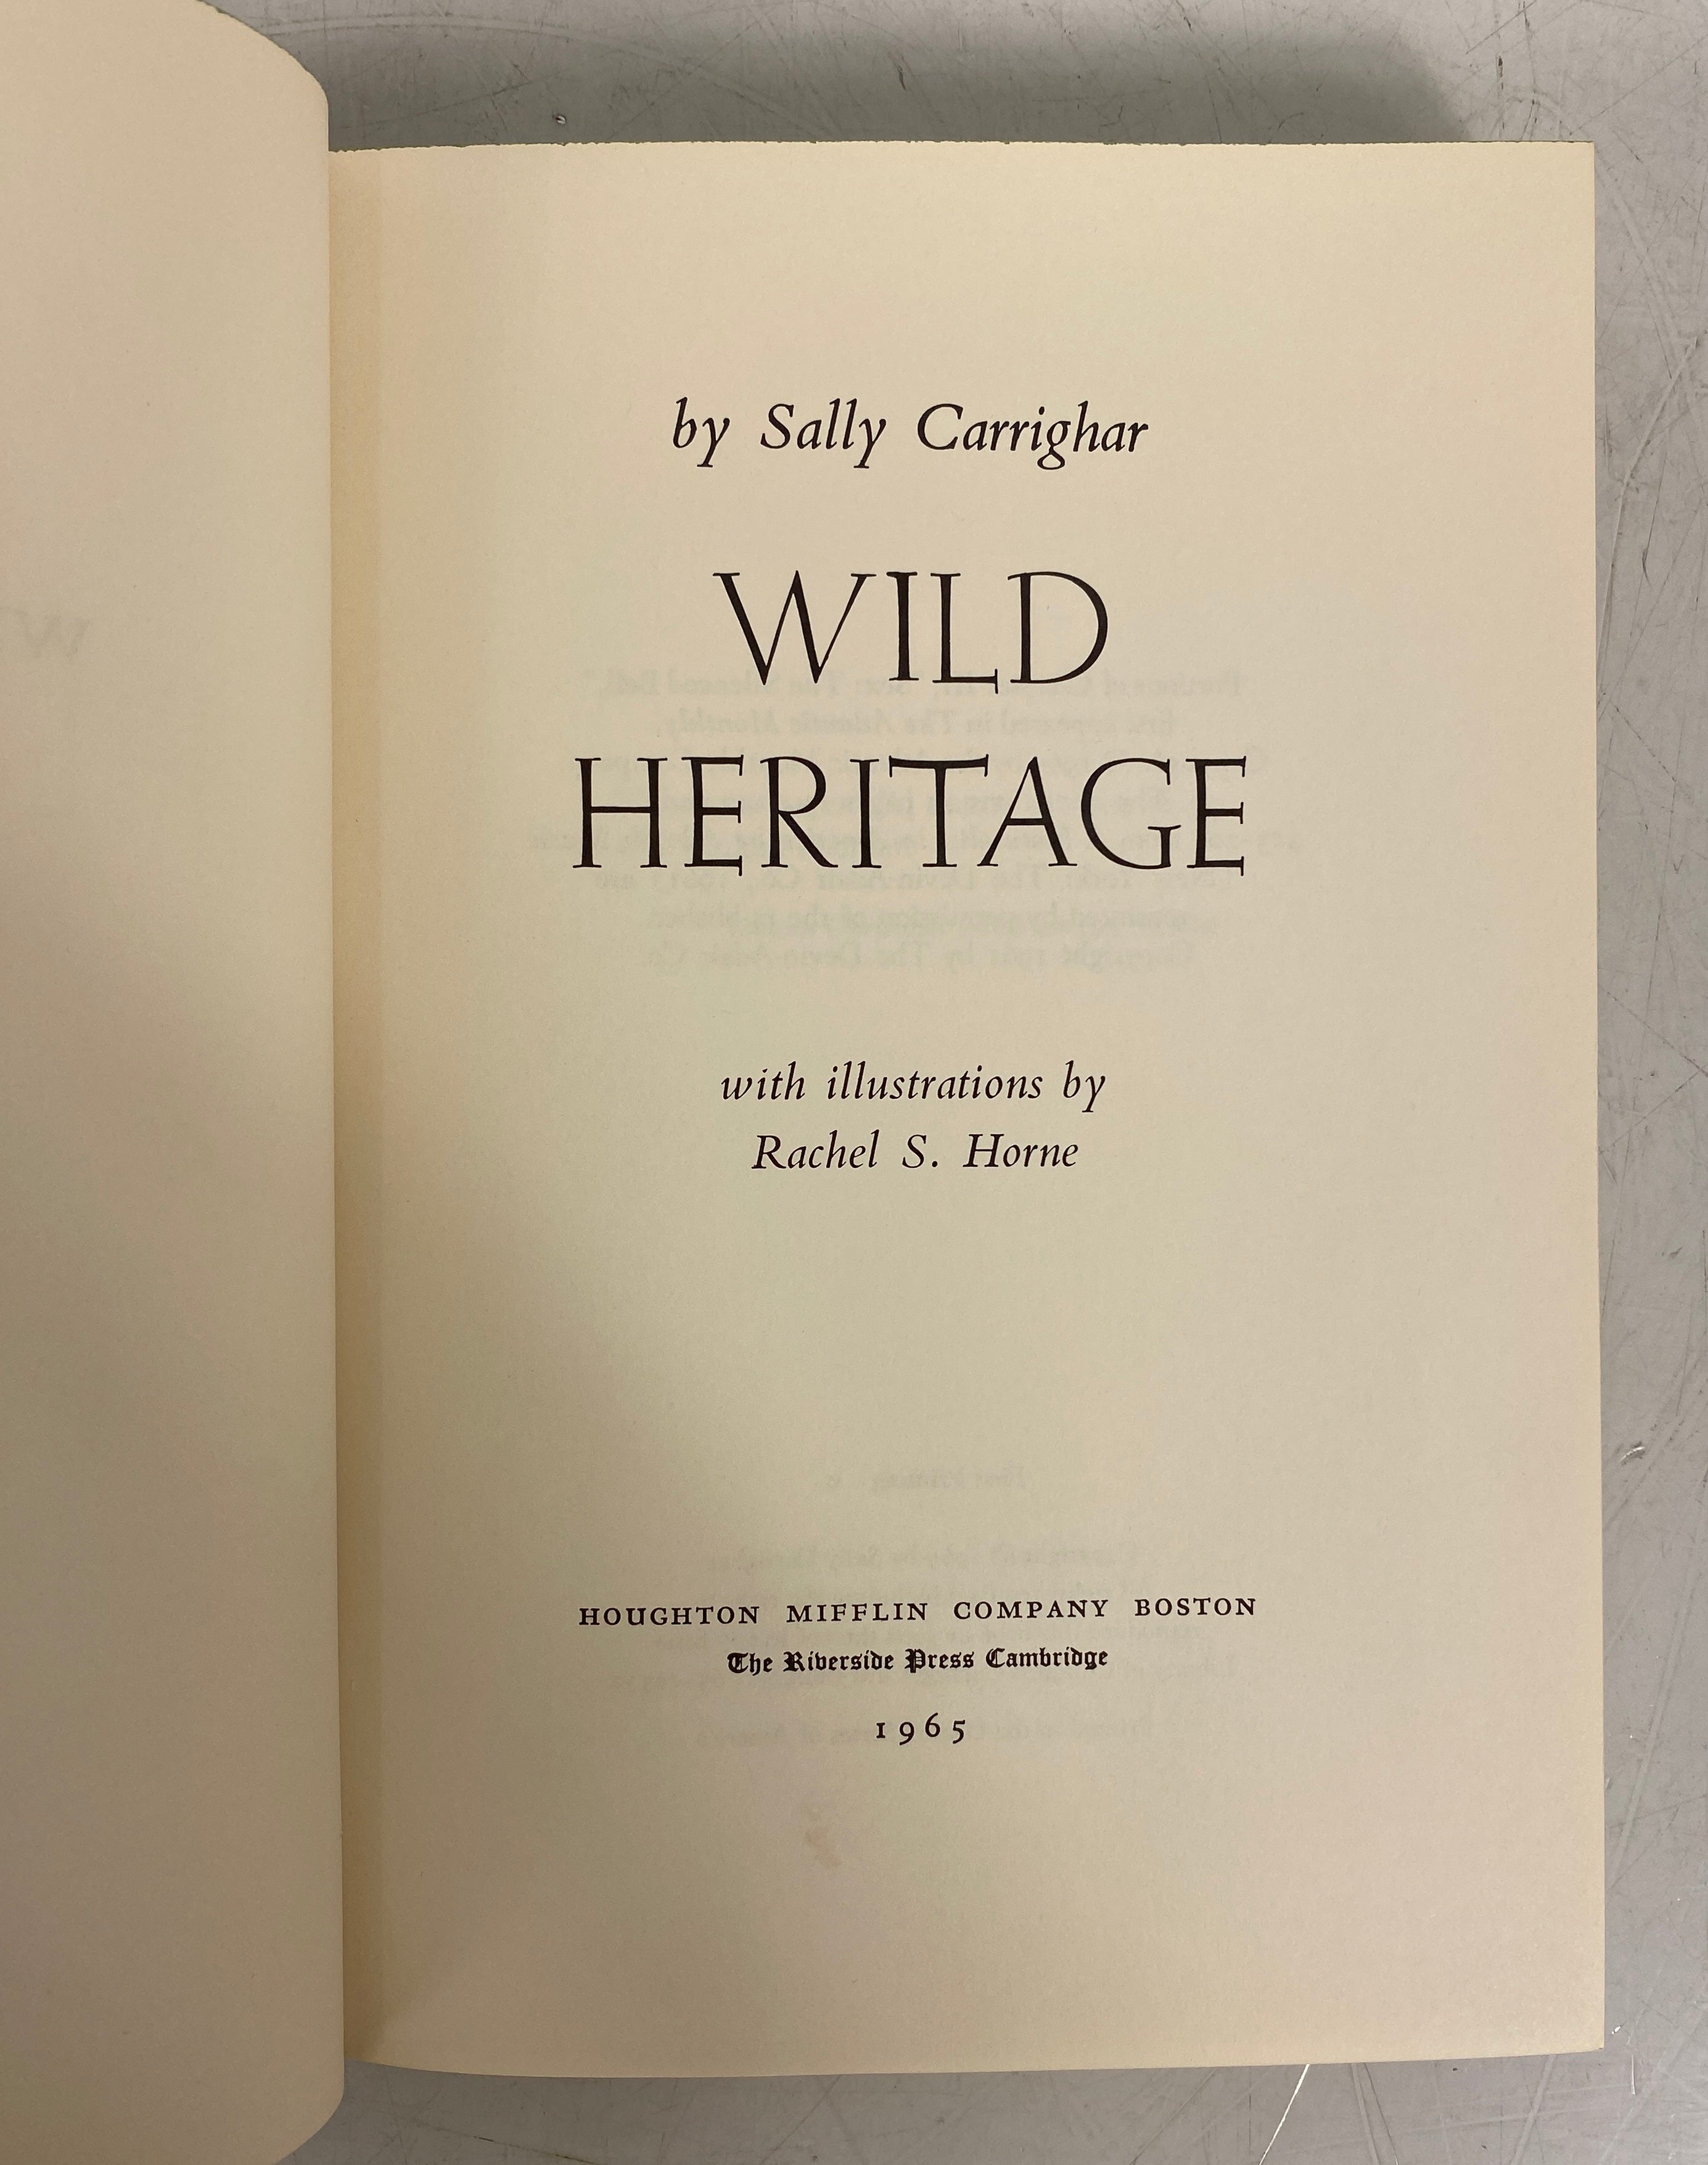 by Sally Carrighar
WILD
HERITAGE
with illustrations by
Rachel S. Horne
HOUGHTON MIFFLIN COMPANY BOSTON
The Riverside Press Cambridge
1965